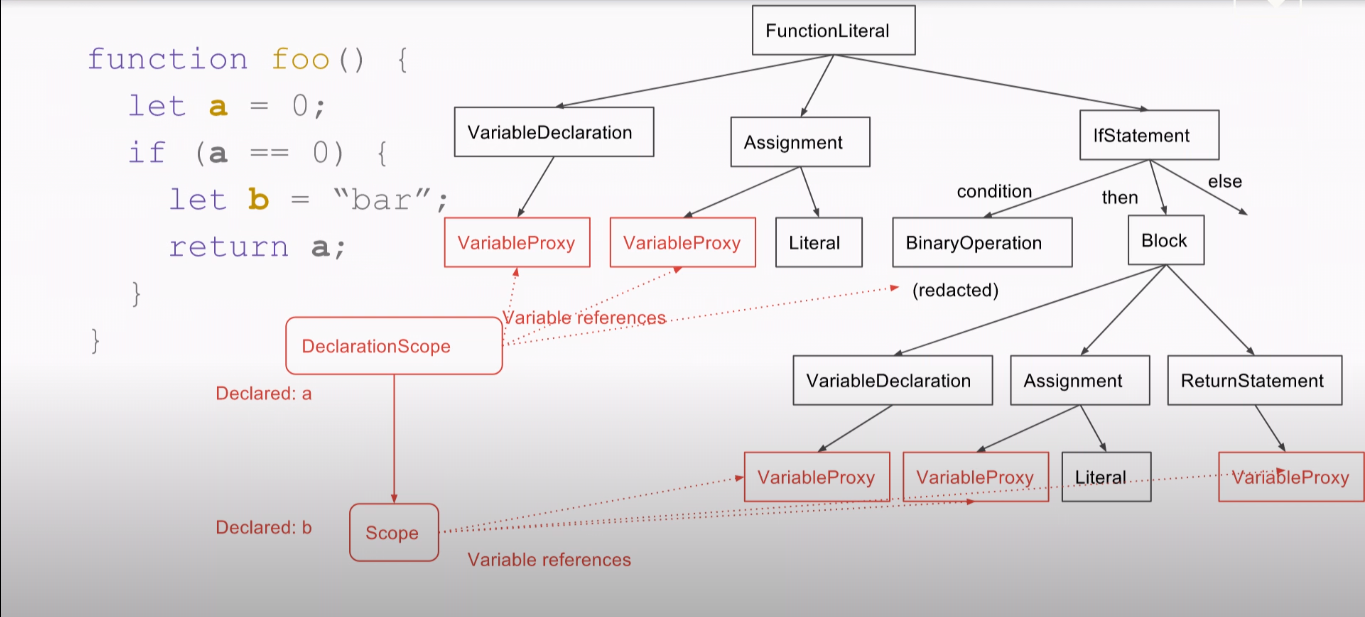 function foo() {
let a = 0;
if (a == 0) {
let b = “bar”;
return a;
}
}
FunctionLiteral
VariableDeclaration
Assignment
IfStatement
condition
then
else
VariableProxy
VariableProxy
Literal
BinaryOperation
Block
(redacted)
Variable references
DeclarationScope
Declared: a
VariableDeclaration
Assignment
ReturnStatement
VariableProxy
VariableProxy
Literal
VariableProxy
Declared: b
Scope
Variable references